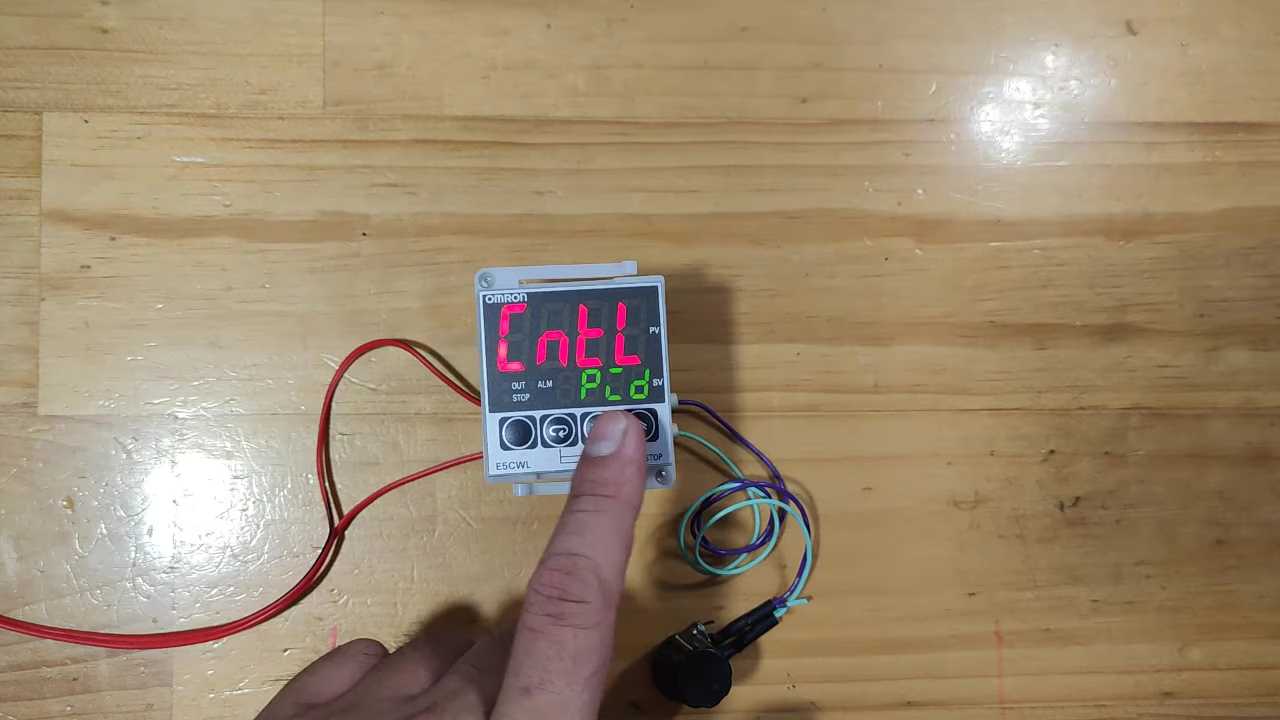 OMRON
CntL
PV
OUT ALM Pid SV
STOP
E5CWL STOP